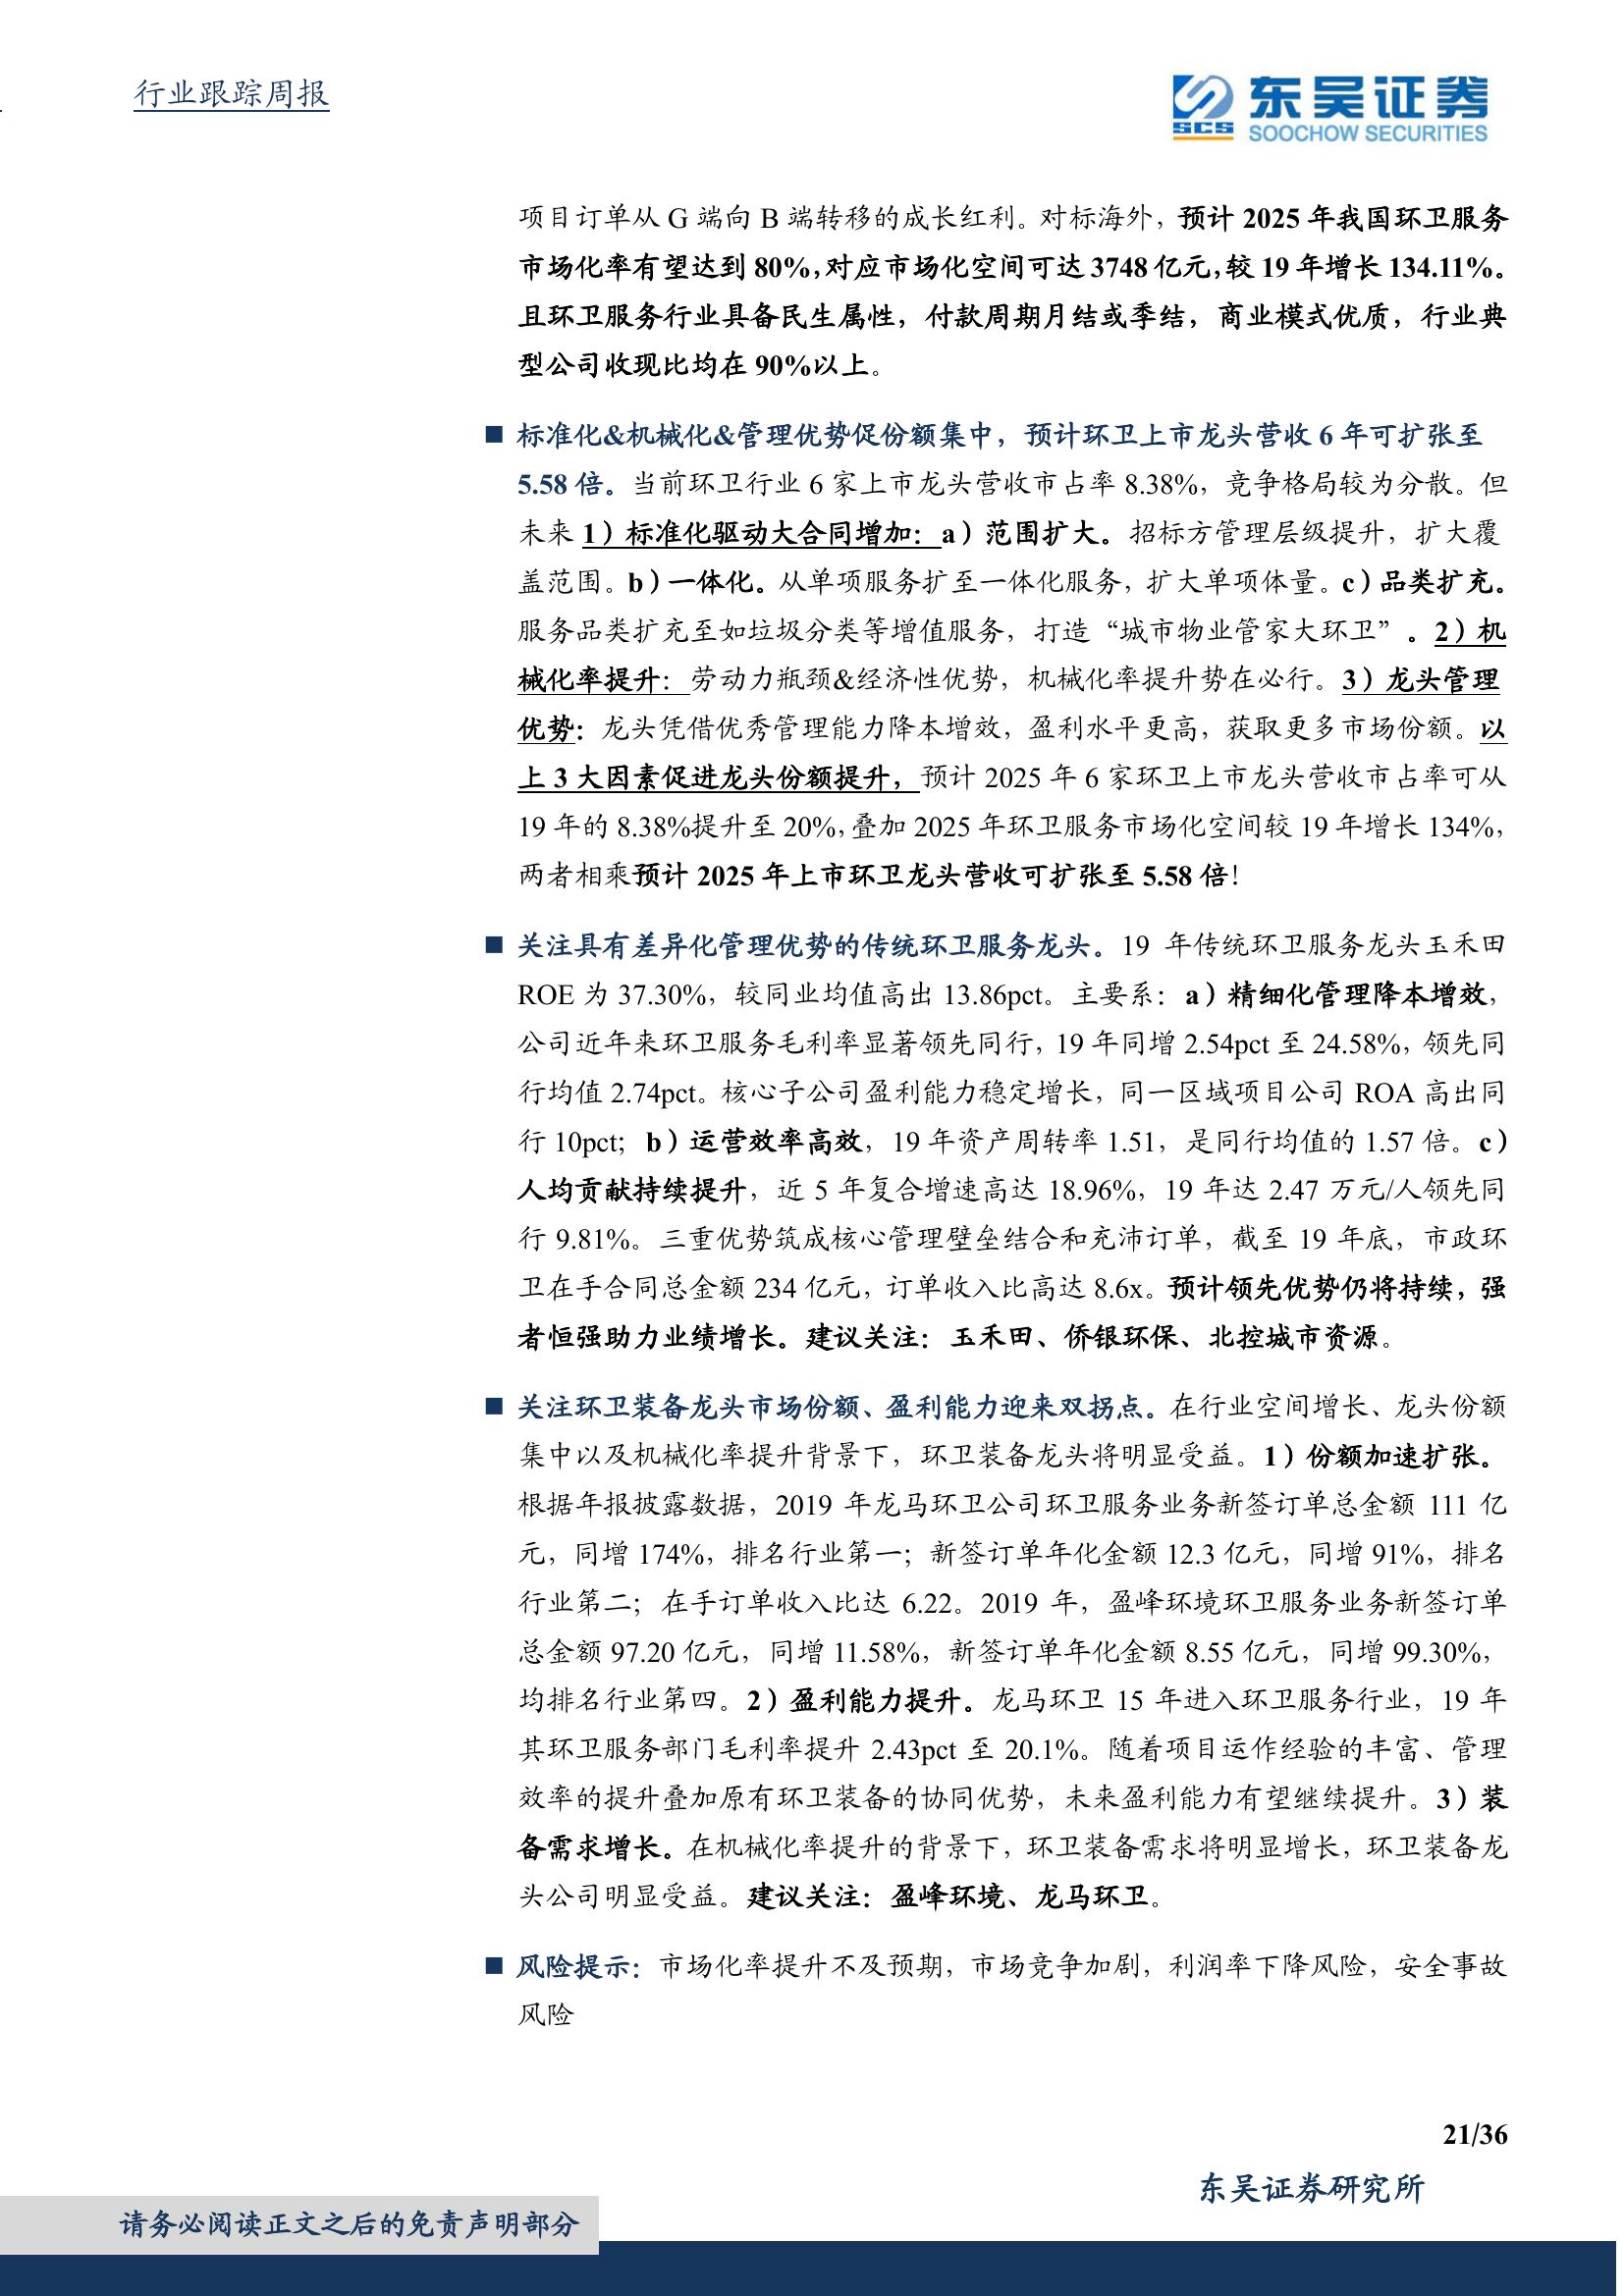 行业跟踪周报
SCS
东吴证券
SOOCHOW SECURITIES
项目订单从 G 端向 B 端转移的成长红利。对标海外，预计 2025 年我国环卫服务
市场化率有望达到 80%，对应市场化空间可达 3748 亿元，较 19 年增长 134.11%。
且环卫服务行业具备民生属性，付款周期月结或季结，商业模式优质，行业典
型公司收现比均在 90%以上。
■ 标准化&机械化&管理优势促份额集中，预计环卫上市龙头营收 6 年可扩张至
5.58 倍。当前环卫行业 6 家上市龙头营收市占率 8.38%，竞争格局较为分散。但
未来 1）标准化驱动大合同增加：a）范围扩大。招标方管理层级提升，扩大覆
盖范围。b）一体化。从单项服务扩至一体化服务，扩大单项体量。c）品类扩充。
服务品类扩充至如垃圾分类等增值服务，打造“城市物业管家大环卫”。2）机
械化率提升：劳动力瓶颈&经济性优势，机械化率提升势在必行。3）龙头管理
优势：龙头凭借优秀管理能力降本增效，盈利水平更高，获取更多市场份额。以
上 3 大因素促进龙头份额提升，预计 2025 年 6 家环卫上市龙头营收市占率可从
19 年的 8.38%提升至 20%，叠加 2025 年环卫服务市场化空间较 19 年增长 134%，
两者相乘预计 2025 年上市环卫龙头营收可扩张至 5.58 倍！
■ 关注具有差异化管理优势的传统环卫服务龙头。19 年传统环卫服务龙头玉禾田
ROE 为 37.30%，较同业均值高出 13.86pct。主要系：a）精细化管理降本增效，
公司近年来环卫服务毛利率显著领先同行，19 年同增 2.54pct 至 24.58%，领先同
行均值 2.74pct。核心子公司盈利能力稳定增长，同一区域项目公司 ROA 高出同
行 10pct；b）运营效率高效，19 年资产周转率 1.51，是同行均值的 1.57 倍。c）
人均贡献持续提升，近 5 年复合增速高达 18.96%，19 年达 2.47 万元/人领先同
行 9.81%。三重优势筑成核心管理壁垒结合和充沛订单，截至 19 年底，市政环
卫在手合同总金额 234 亿元，订单收入比高达 8.6x。预计领先优势仍将持续，强
者恒强助力业绩增长。建议关注：玉禾田、侨银环保、北控城市资源。
■ 关注环卫装备龙头市场份额、盈利能力迎来双拐点。在行业空间增长、龙头份额
集中以及机械化率提升背景下，环卫装备龙头将明显受益。1）份额加速扩张。
根据年报披露数据，2019 年龙马环卫公司环卫服务业务新签订单总金额 111 亿
元，同增 174%，排名行业第一；新签订单年化金额 12.3 亿元，同增 91%，排名
行业第二；在手订单收入比达 6.22。2019 年，盈峰环境环卫服务业务新签订单
总金额 97.20 亿元，同增 11.58%，新签订单年化金额 8.55 亿元，同增 99.30%，
均排名行业第四。2）盈利能力提升。龙马环卫 15 年进入环卫服务行业，19 年
其环卫服务部门毛利率提升 2.43pct 至 20.1%。随着项目运作经验的丰富、管理
效率的提升叠加原有环卫装备的协同优势，未来盈利能力有望继续提升。3）装
备需求增长。在机械化率提升的背景下，环卫装备需求将明显增长，环卫装备龙
头公司明显受益。建议关注：盈峰环境、龙马环卫。
■ 风险提示：市场化率提升不及预期，市场竞争加剧，利润率下降风险，安全事故
风险
21/36
东吴证券研究所
请务必阅读正文之后的免责声明部分